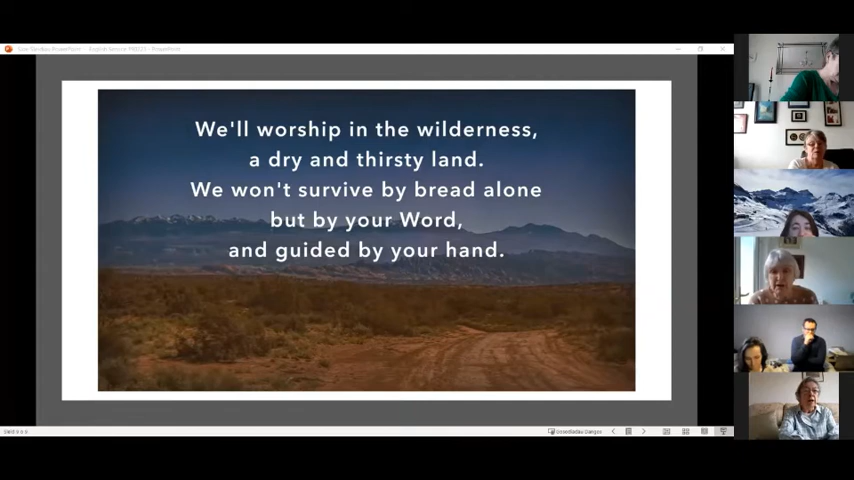 We'll worship in the wilderness,
a dry and thirsty land.
We won't survive by bread alone
but by your Word,
and guided by your hand.